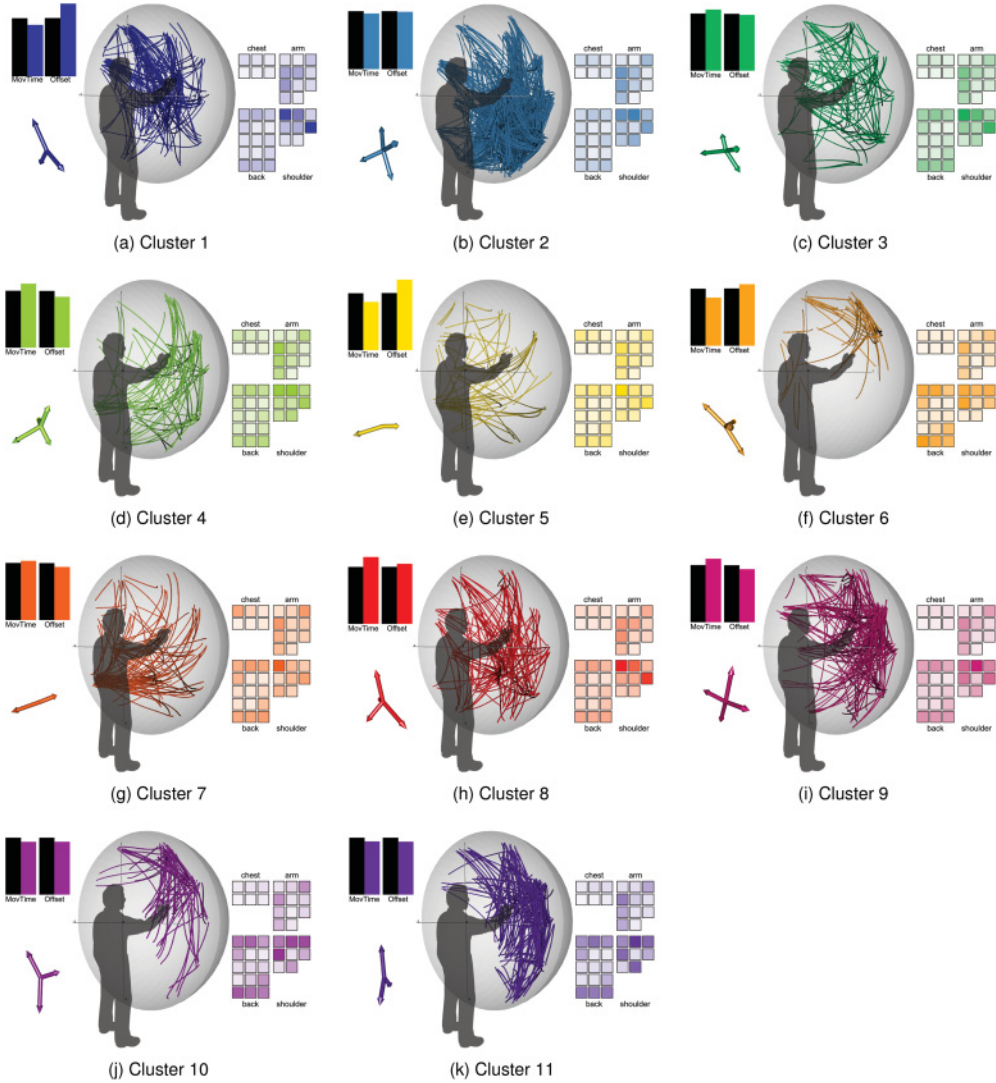 chest arm
MovTime Offset
back shoulder
(a) Cluster 1
chest arm
MovTime Offset
back shoulder
(b) Cluster 2
chest arm
MovTime Offset
back shoulder
(c) Cluster 3
chest arm
MovTime Offset
back shoulder
(d) Cluster 4
chest arm
MovTime Offset
back shoulder
(e) Cluster 5
chest arm
MovTime Offset
back shoulder
(f) Cluster 6
chest arm
MovTime Offset
back shoulder
(g) Cluster 7
chest arm
MovTime Offset
back shoulder
(h) Cluster 8
chest arm
MovTime Offset
back shoulder
(i) Cluster 9
chest arm
MovTime Offset
back shoulder
(j) Cluster 10
chest arm
MovTime Offset
back shoulder
(k) Cluster 11